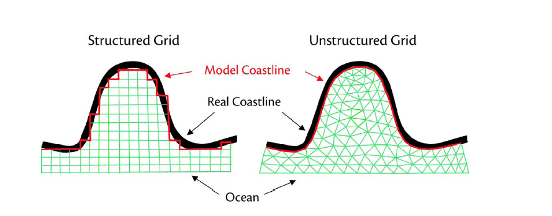 Structured Grid
Unstructured Grid
Model Coastline
Real Coastline
Ocean